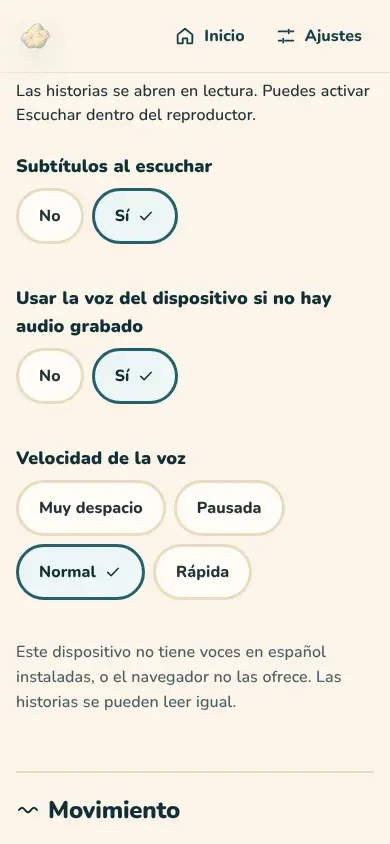 Inicio
Ajustes
Las historias se abren en lectura. Puedes activar
Escuchar dentro del reproductor.
Subtítulos al escuchar
No
Sí
Usar la voz del dispositivo si no hay
audio grabado
No
Sí
Velocidad de la voz
Muy despacio
Pausada
Normal
Rápida
Este dispositivo no tiene voces en español
instaladas, o el navegador no las ofrece. Las
historias se pueden leer igual.
Movimiento